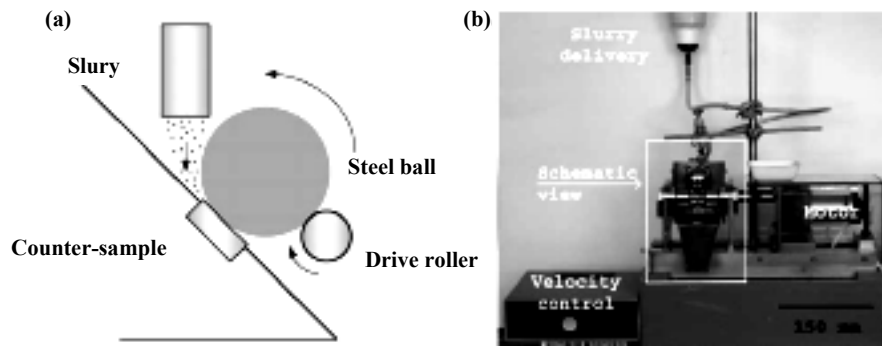 (a)
Slury
Steel ball
Counter-sample
Drive roller
(b)
Slurry
delivery
Schematic
view
Motor
Velocity
control
150 mm